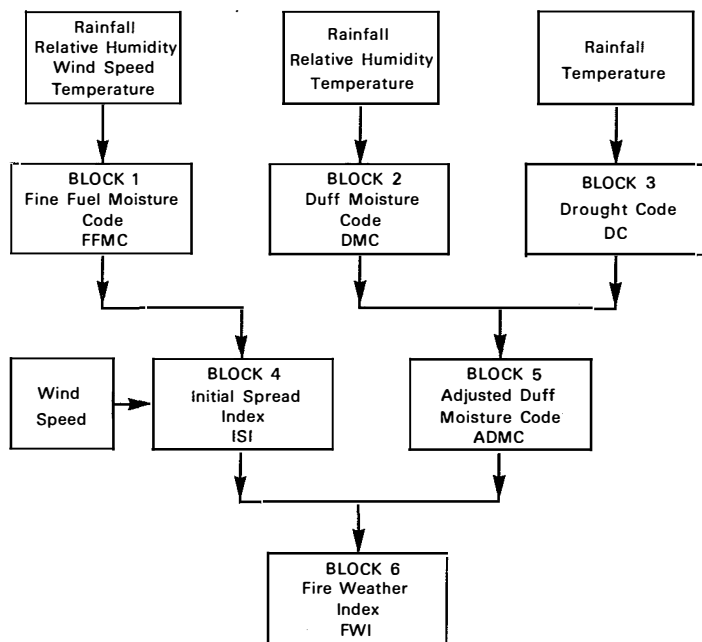 Rainfall
Relative Humidity
Wind Speed
Temperature
Rainfall
Relative Humidity
Temperature
Rainfall
Temperature
BLOCK 1
Fine Fuel Moisture
Code
FFMC
BLOCK 2
Duff Moisture
Code
DMC
BLOCK 3
Drought Code
DC
Wind
Speed
BLOCK 4
Initial Spread
Index
ISI
BLOCK 5
Adjusted Duff
Moisture Code
ADMC
BLOCK 6
Fire Weather
Index
FWI